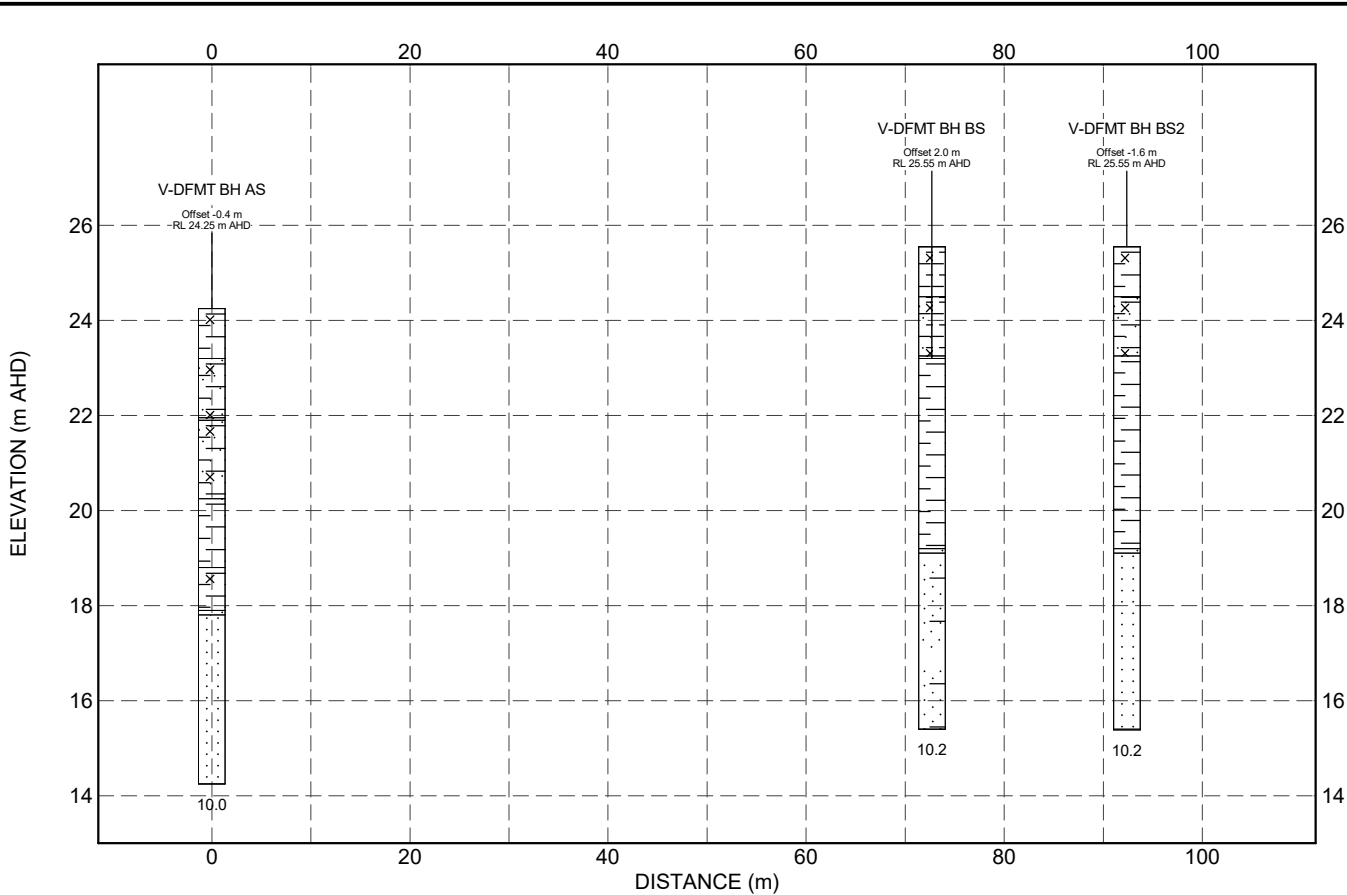 0 20 40 60 80 100
V-DFMT BH BS V-DFMT BH BS2
Offset 2.0 m Offset -1.6 m
RL 25.55 m AHD RL 25.55 m AHD
V-DFMT BH AS
Offset -0.4 m
RL 24.25 m AHD
26 26
24 24
22 22
20 20
18 18
16 16
14 14
10.2 10.2
10.0
ELEVATION (m AHD)
0 20 40 60 80 100
DISTANCE (m)